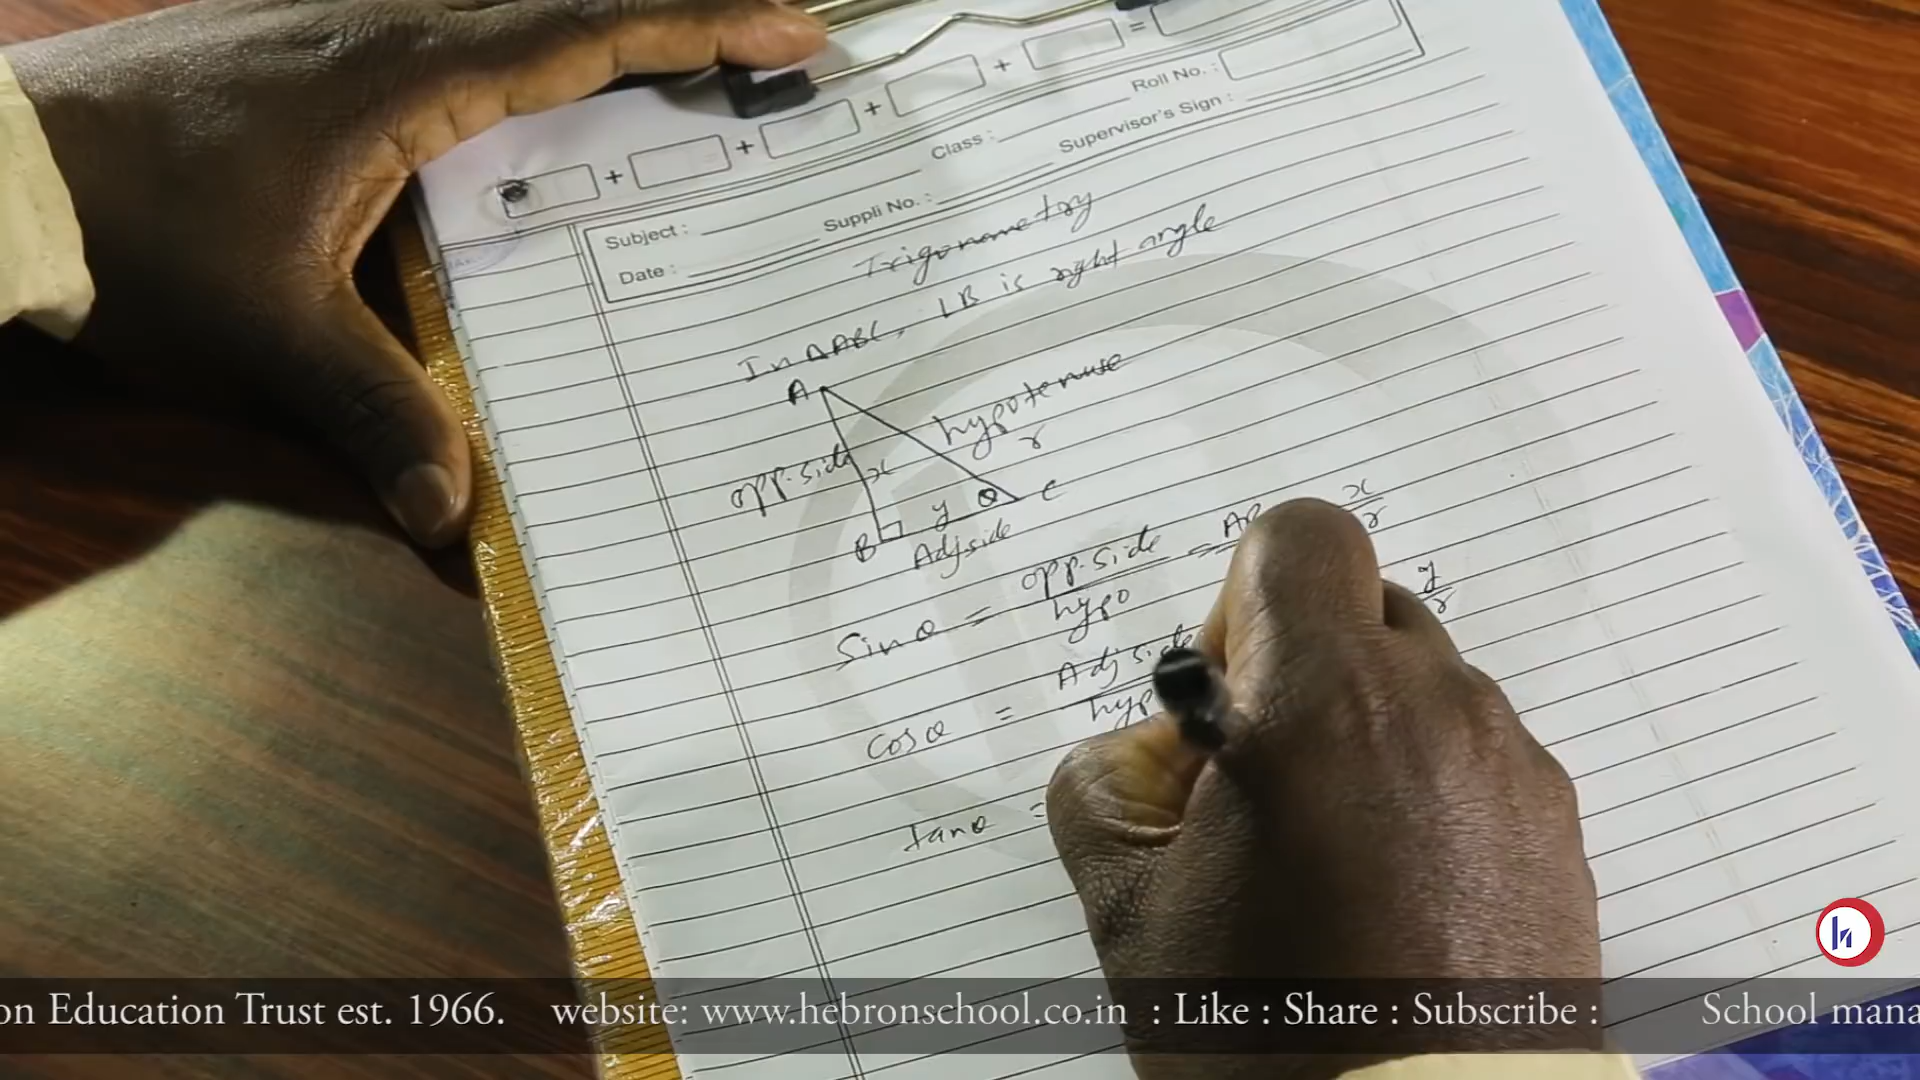 + + + + =
Roll No. :
Class : Supervisor's Sign :
Subject : Suppli No. :
Date :
Trigonometry
In ΔABC, ∠B is right angle
A
hypotenuse
r
opp. side x
y θ C
B
Adj side
Sin θ = opp. side / hypo = AB x / r
cos θ = Adj side / hyp y / r
tan θ =
on Education Trust est. 1966. website: www.hebronschool.co.in : Like : Share : Subscribe : School mana